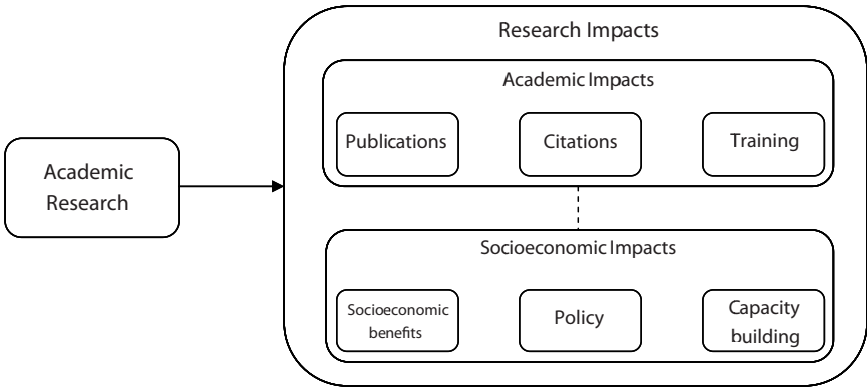 Academic
Research
Research Impacts
Academic Impacts
Publications
Citations
Training
Socioeconomic Impacts
Socioeconomic
benefits
Policy
Capacity
building